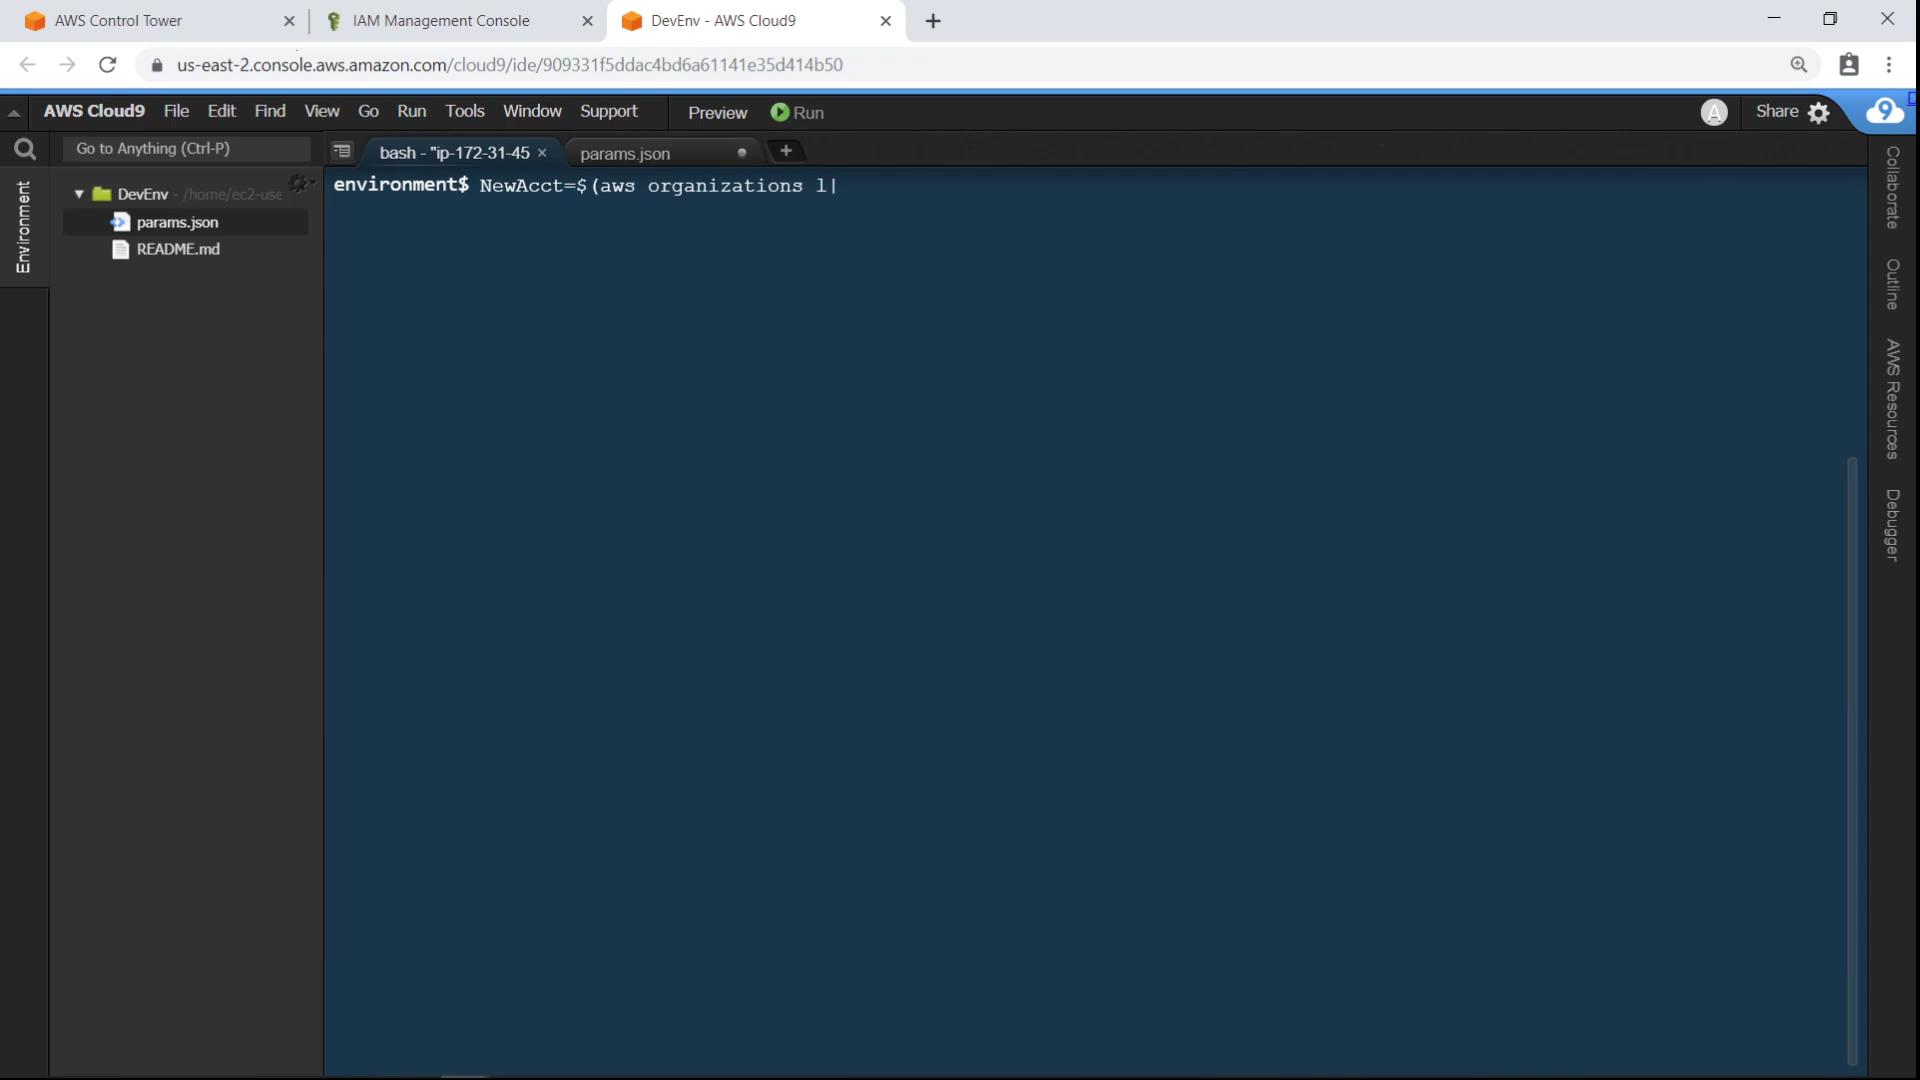 AWS Control Tower
IAM Management Console
DevEnv - AWS Cloud9
us-east-2.console.aws.amazon.com/cloud9/ide/909331f5ddac4bd6a61141e35d414b50
AWS Cloud9 File Edit Find View Go Run Tools Window Support Preview Run
A
Share
9
Go to Anything (Ctrl-P)
bash - "ip-172-31-45
params.json
environment$ NewAcct=$(aws organizations l
DevEnv - /home/ec2-use
params.json
README.md
Environment
Collaborate
Outline
AWS Resources
Debugger